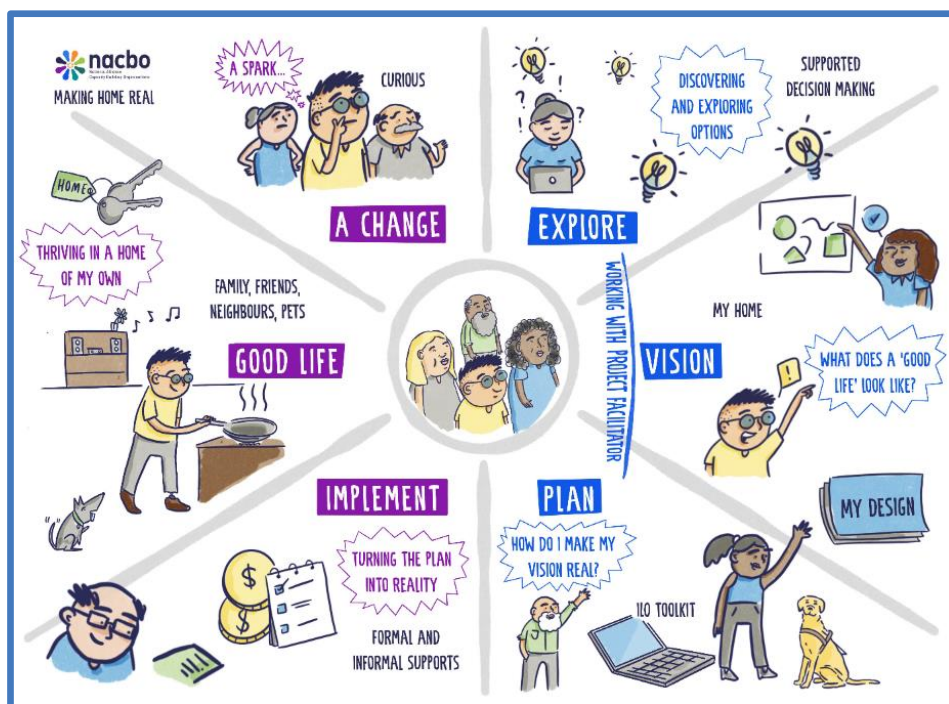 nacbo
MAKING HOME REAL
A SPARK...
CURIOUS
A CHANGE
DISCOVERING
AND EXPLORING
OPTIONS
SUPPORTED
DECISION MAKING
EXPLORE
WORKING WITH PROJECT FACILITATOR
MY HOME
VISION
WHAT DOES A 'GOOD
LIFE' LOOK LIKE?
MY DESIGN
PLAN
HOW DO I MAKE MY
VISION REAL?
ILO TOOLKIT
IMPLEMENT
TURNING THE PLAN
INTO REALITY
FORMAL AND
INFORMAL SUPPORTS
$
$
HOME
THRIVING IN A HOME
OF MY OWN
FAMILY, FRIENDS,
NEIGHBOURS, PETS
GOOD LIFE